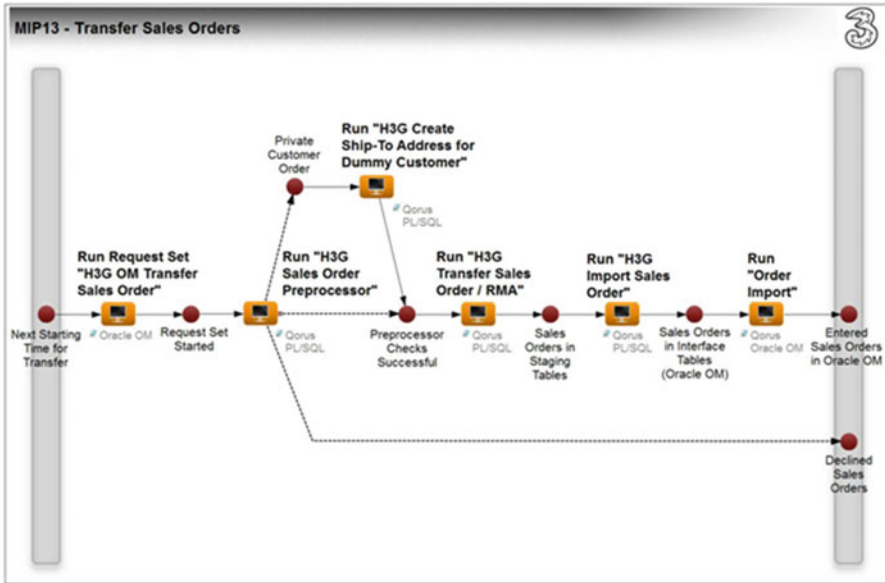 MIP13 - Transfer Sales Orders
3
Private
Customer
Order
Run "H3G Create
Ship-To Address for
Dummy Customer"
Qorus
PL/SQL
Run Request Set
"H3G OM Transfer
Sales Order"
Run "H3G
Sales Order
Preprocessor"
Run "H3G
Transfer Sales
Order / RMA"
Run "H3G
Import Sales
Order"
Run
"Order
Import"
Next Starting
Time for
Transfer
Oracle OM
Request Set
Started
Qorus
PL/SQL
Preprocessor
Checks
Successful
Qorus
PL/SQL
Sales
Orders in
Staging
Tables
Qorus
PL/SQL
Sales Orders
in Interface
Tables
(Oracle OM)
Qorus
Oracle OM
Entered
Sales Orders
in Oracle OM
Declined
Sales
Orders